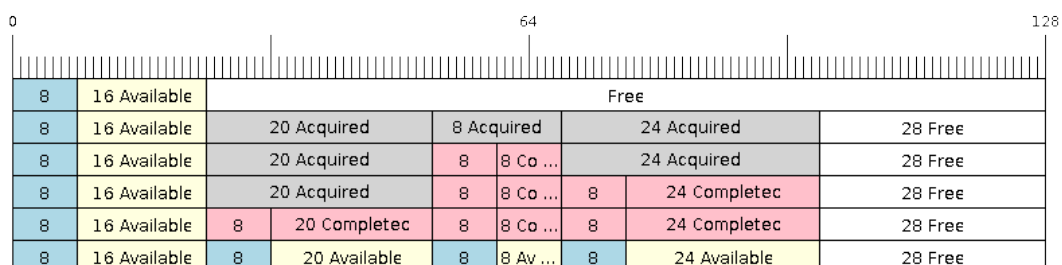 0 64 128
8 16 Available Free
8 16 Available 20 Acquired 8 Acquired 24 Acquired 28 Free
8 16 Available 20 Acquired 8 8 Co ... 24 Acquired 28 Free
8 16 Available 20 Acquired 8 8 Co ... 8 24 Completec 28 Free
8 16 Available 8 20 Completec 8 8 Co ... 8 24 Completec 28 Free
8 16 Available 8 20 Available 8 8 Av ... 8 24 Available 28 Free